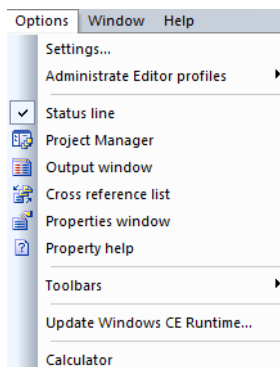 Options Window Help
Settings...
Administrate Editor profiles
Status line
Project Manager
Output window
Cross reference list
Properties window
Property help
Toolbars
Update Windows CE Runtime...
Calculator